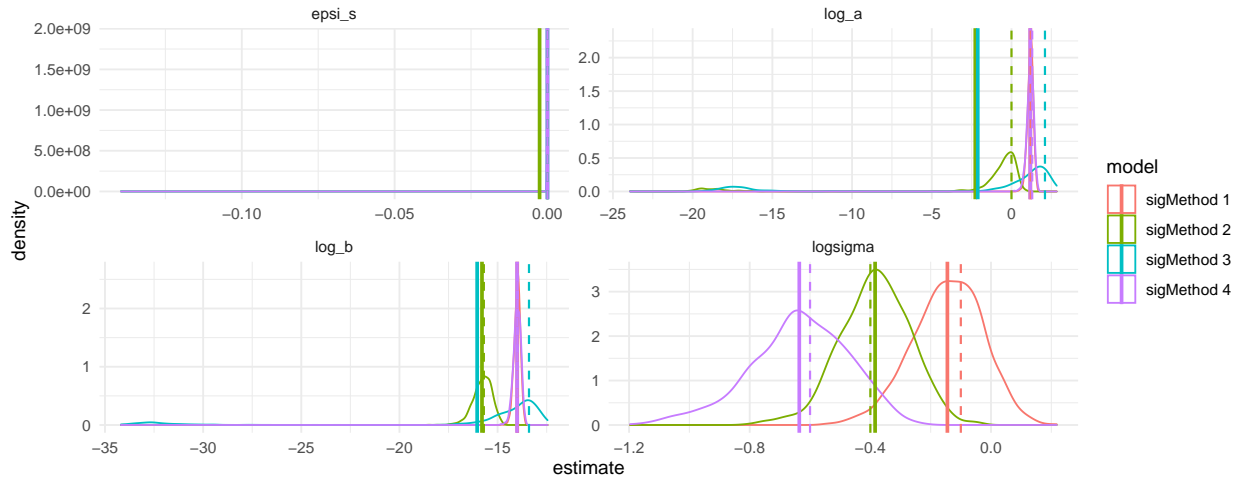 epsi_s
log_a
2.0e+09
1.5e+09
1.0e+09
5.0e+08
0.0e+00
−0.10
−0.05
0.00
2.0
1.5
1.0
0.5
0.0
−25
−20
−15
−10
−5
0
density
log_b
logsigma
2
1
0
−35
−30
−25
−20
−15
3
2
1
0
−1.2
−0.8
−0.4
0.0
estimate
model
sigMethod 1
sigMethod 2
sigMethod 3
sigMethod 4